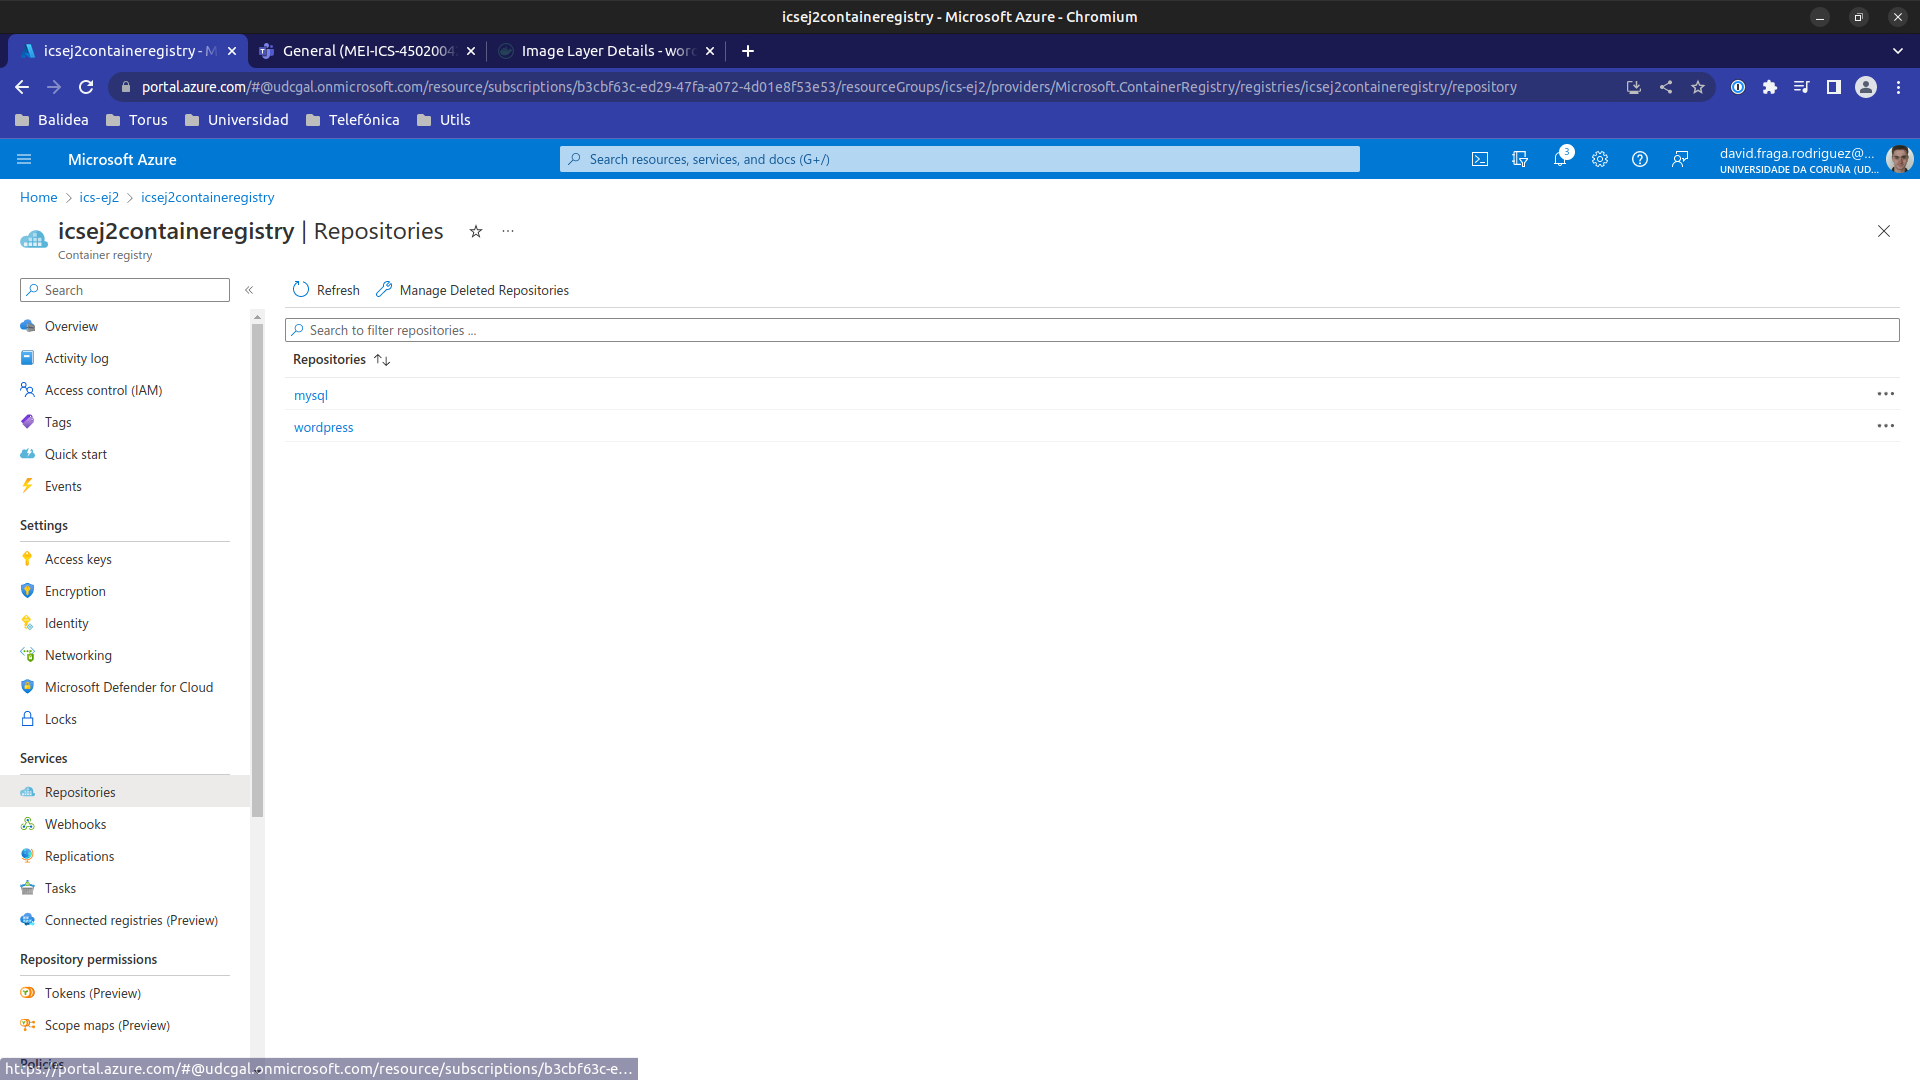 icsej2containeregistry - Microsoft Azure - Chromium
icsej2containeregistry - M
General (MEI-ICS-4502004
Image Layer Details - word
portal.azure.com/#@udcgal.onmicrosoft.com/resource/subscriptions/b3cbf63c-ed29-47fa-a072-4d01e8f53e53/resourceGroups/ics-ej2/providers/Microsoft.ContainerRegistry/registries/icsej2containeregistry/repository
Balidea
Torus
Universidad
Telefónica
Utils
Microsoft Azure
Search resources, services, and docs (G+/)
3
david.fraga.rodriguez@...
UNIVERSIDADE DA CORUÑA (UD...
Home > ics-ej2 > icsej2containeregistry
icsej2containeregistry | Repositories
Container registry
Search
Refresh
Manage Deleted Repositories
Search to filter repositories ...
Repositories
mysql
wordpress
Overview
Activity log
Access control (IAM)
Tags
Quick start
Events
Settings
Access keys
Encryption
Identity
Networking
Microsoft Defender for Cloud
Locks
Services
Repositories
Webhooks
Replications
Tasks
Connected registries (Preview)
Repository permissions
Tokens (Preview)
Scope maps (Preview)
Policies
https://portal.azure.com/#@udcgal.onmicrosoft.com/resource/subscriptions/b3cbf63c-e...